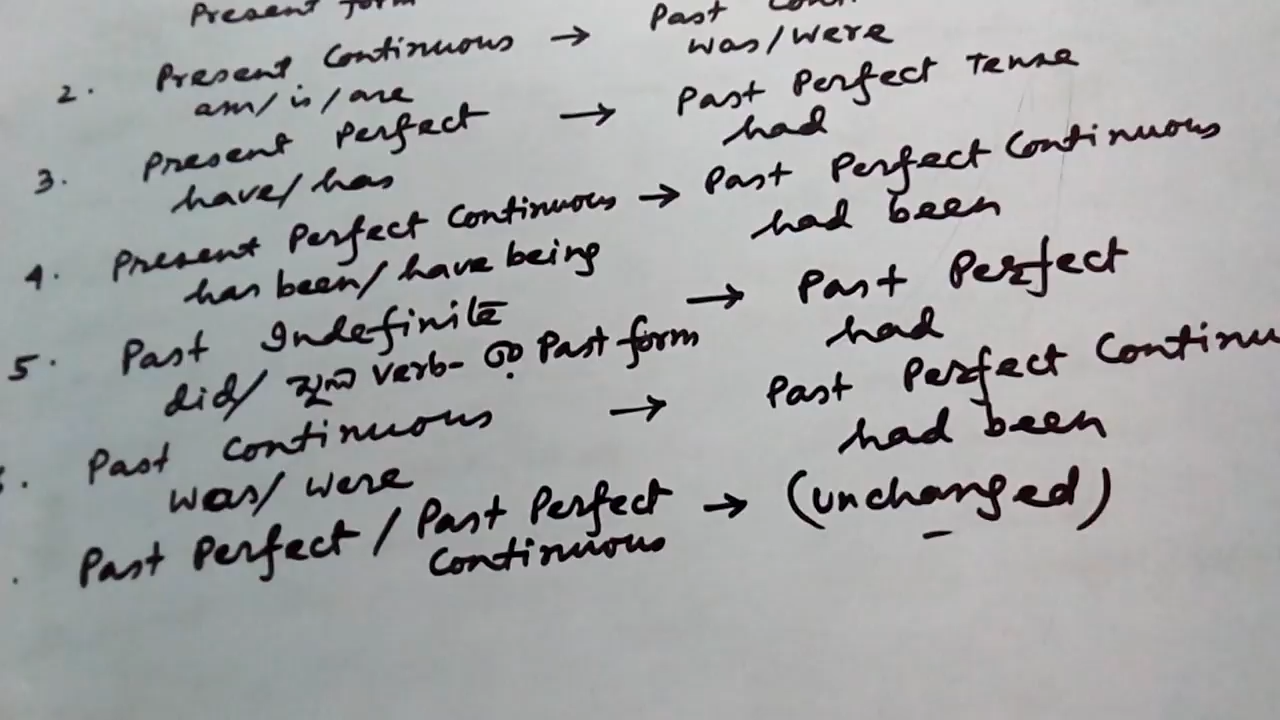 Present form
2. Present Continuous → Past
am/is/are was/were
3. Present Perfect → Past Perfect Tense
have/has had
4. Present Perfect Continuous → Past Perfect Continuous
has been/have being had been
5. Past Indefinite → Past Perfect
did/ মূল verb-এর Past form had
Past Continuous → Past Perfect Continu
was/were had been
Past Perfect / Past Perfect → (unchanged)
Continuous